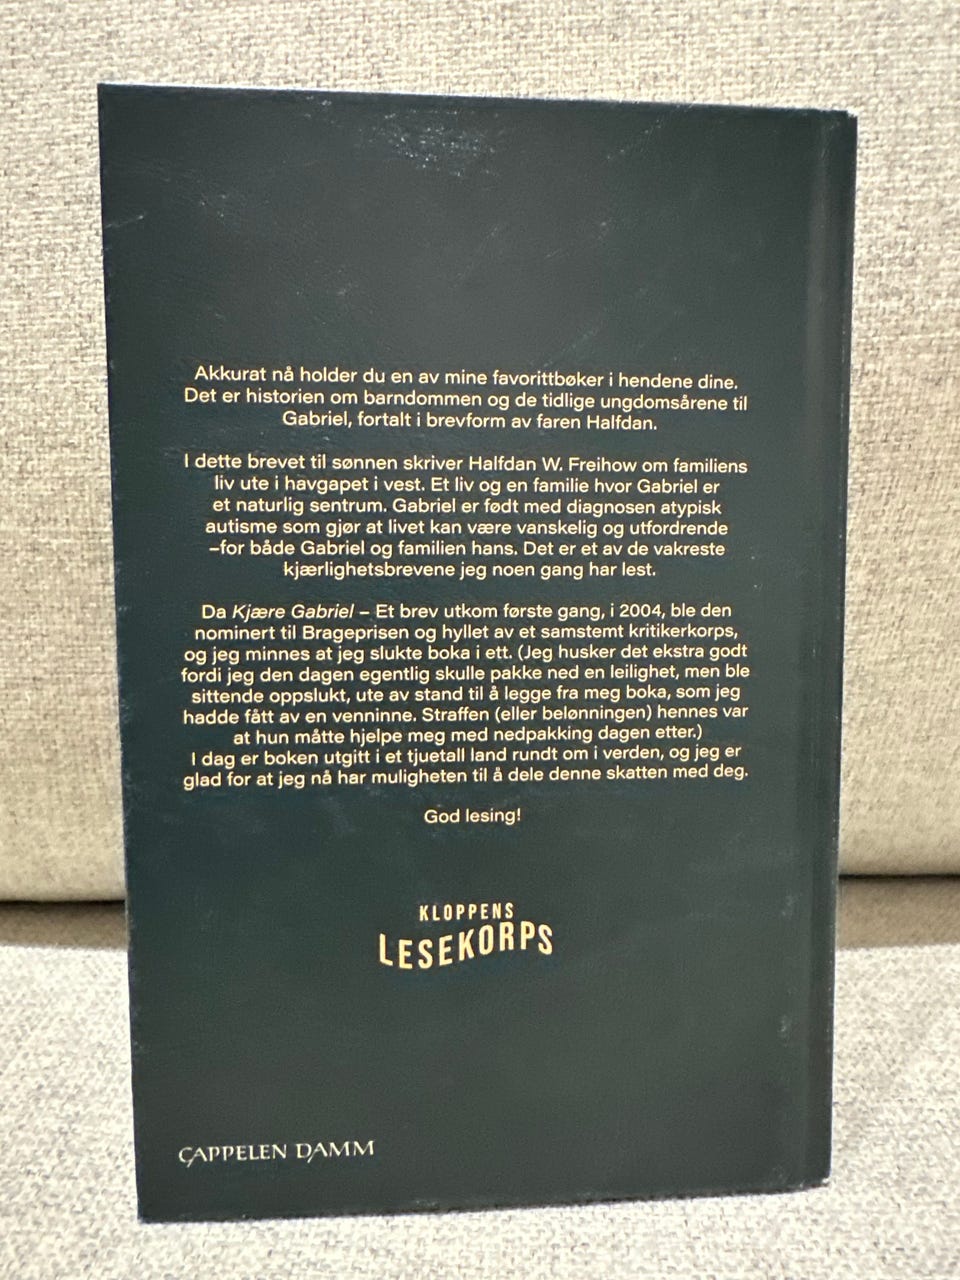 Akkurat nå holder du en av mine favorittbøker i hendene dine.
Det er historien om barndommen og de tidlige ungdomsårene til
Gabriel, fortalt i brevform av faren Halfdan.
I dette brevet til sønnen skriver Halfdan W. Freihow om familiens
liv ute i havgapet i vest. Et liv og en familie hvor Gabriel er
et naturlig sentrum. Gabriel er født med diagnosen atypisk
autisme som gjør at livet kan være vanskelig og utfordrende
–for både Gabriel og familien hans. Det er et av de vakreste
kjærlighetsbrevene jeg noen gang har lest.
Da Kjære Gabriel – Et brev utkom første gang, i 2004, ble den
nominert til Brageprisen og hyllet av et samstemt kritikerkorps,
og jeg minnes at jeg slukte boka i ett. (Jeg husker det ekstra godt
fordi jeg den dagen egentlig skulle pakke ned en leilighet, men ble
sittende oppslukt, ute av stand til å legge fra meg boka, som jeg
hadde fått av en venninne. Straffen (eller belønningen) hennes var
at hun måtte hjelpe meg med nedpakking dagen etter.)
I dag er boken utgitt i et tjuetall land rundt om i verden, og jeg er
glad for at jeg nå har muligheten til å dele denne skatten med deg.
God lesing!
KLOPPENS
LESEKORPS
CAPPELEN DAMM